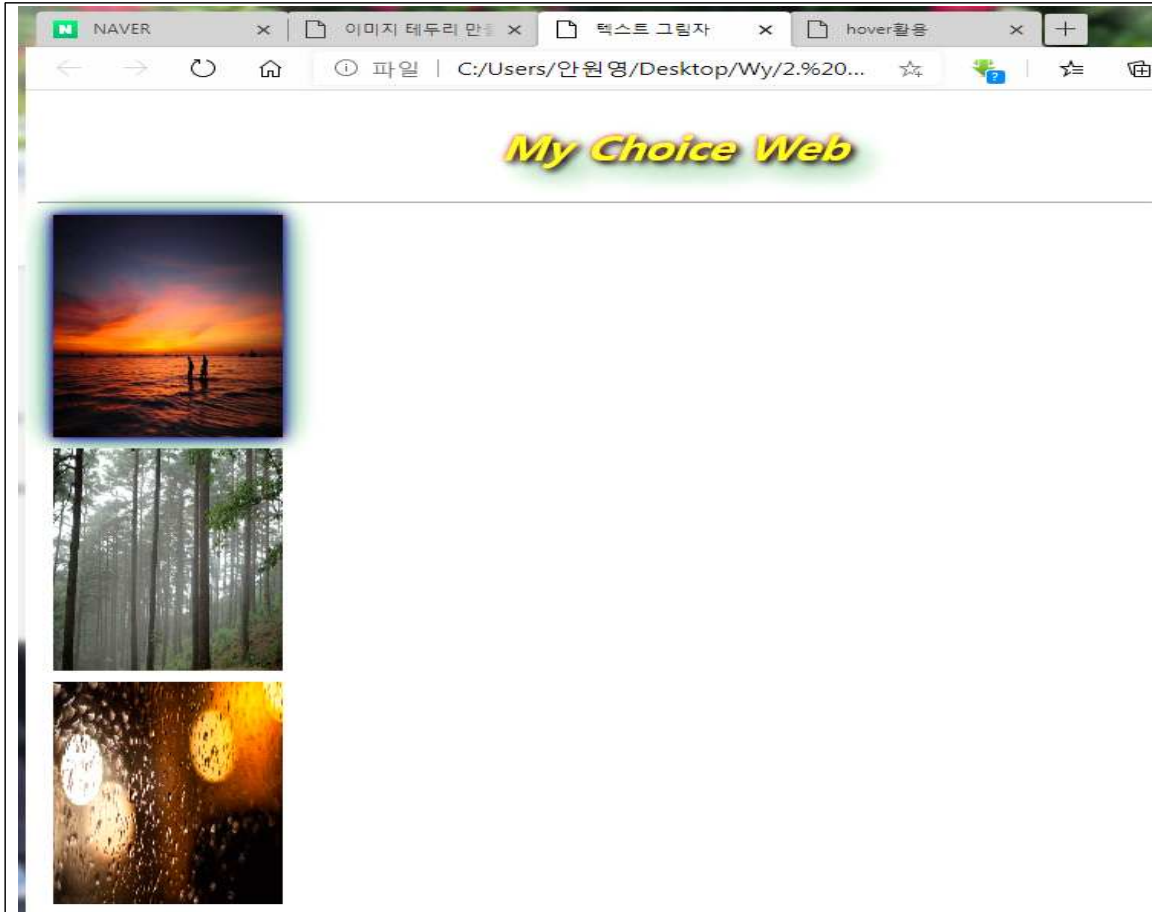 NAVER
이미지 테두리 만
텍스트 그림자
hover활용
파일 | C:/Users/안원영/Desktop/Wy/2.%20...
My Choice Web